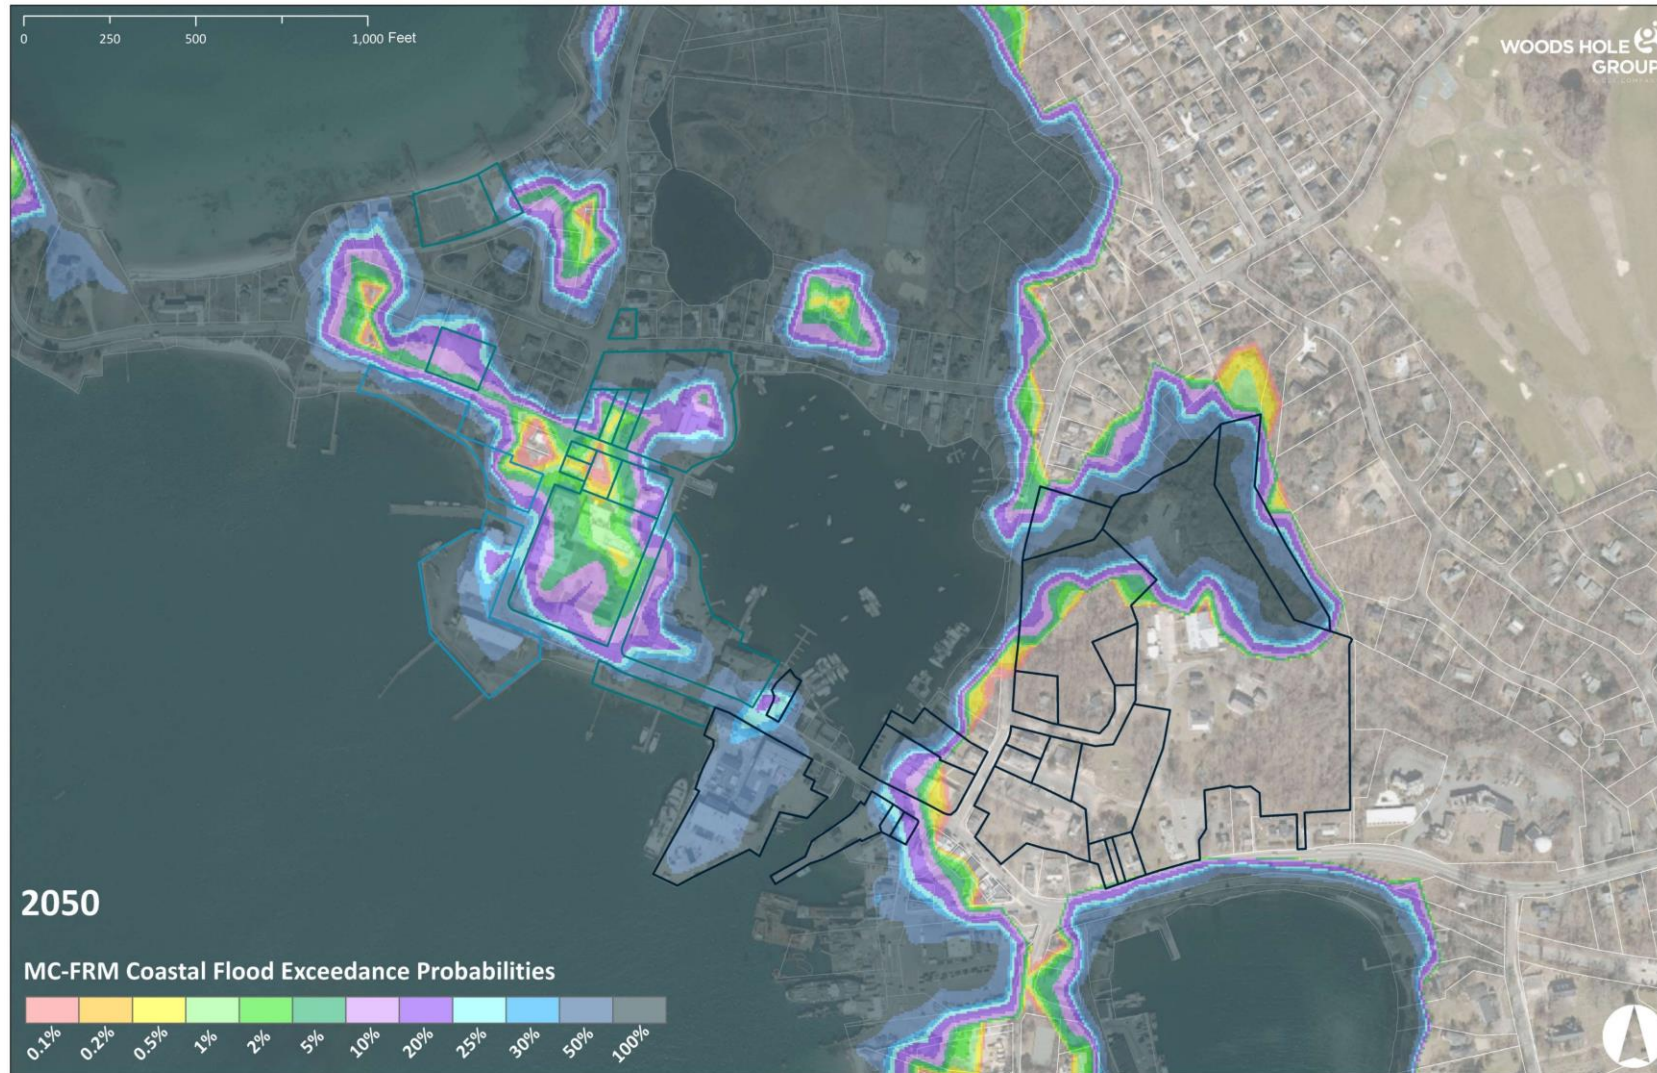 0 250 500 1,000 Feet
WOODS HOLE
GROUP
2050
MC-FRM Coastal Flood Exceedance Probabilities
0.1% 0.2% 0.5% 1% 2% 5% 10% 20% 25% 30% 50% 100%